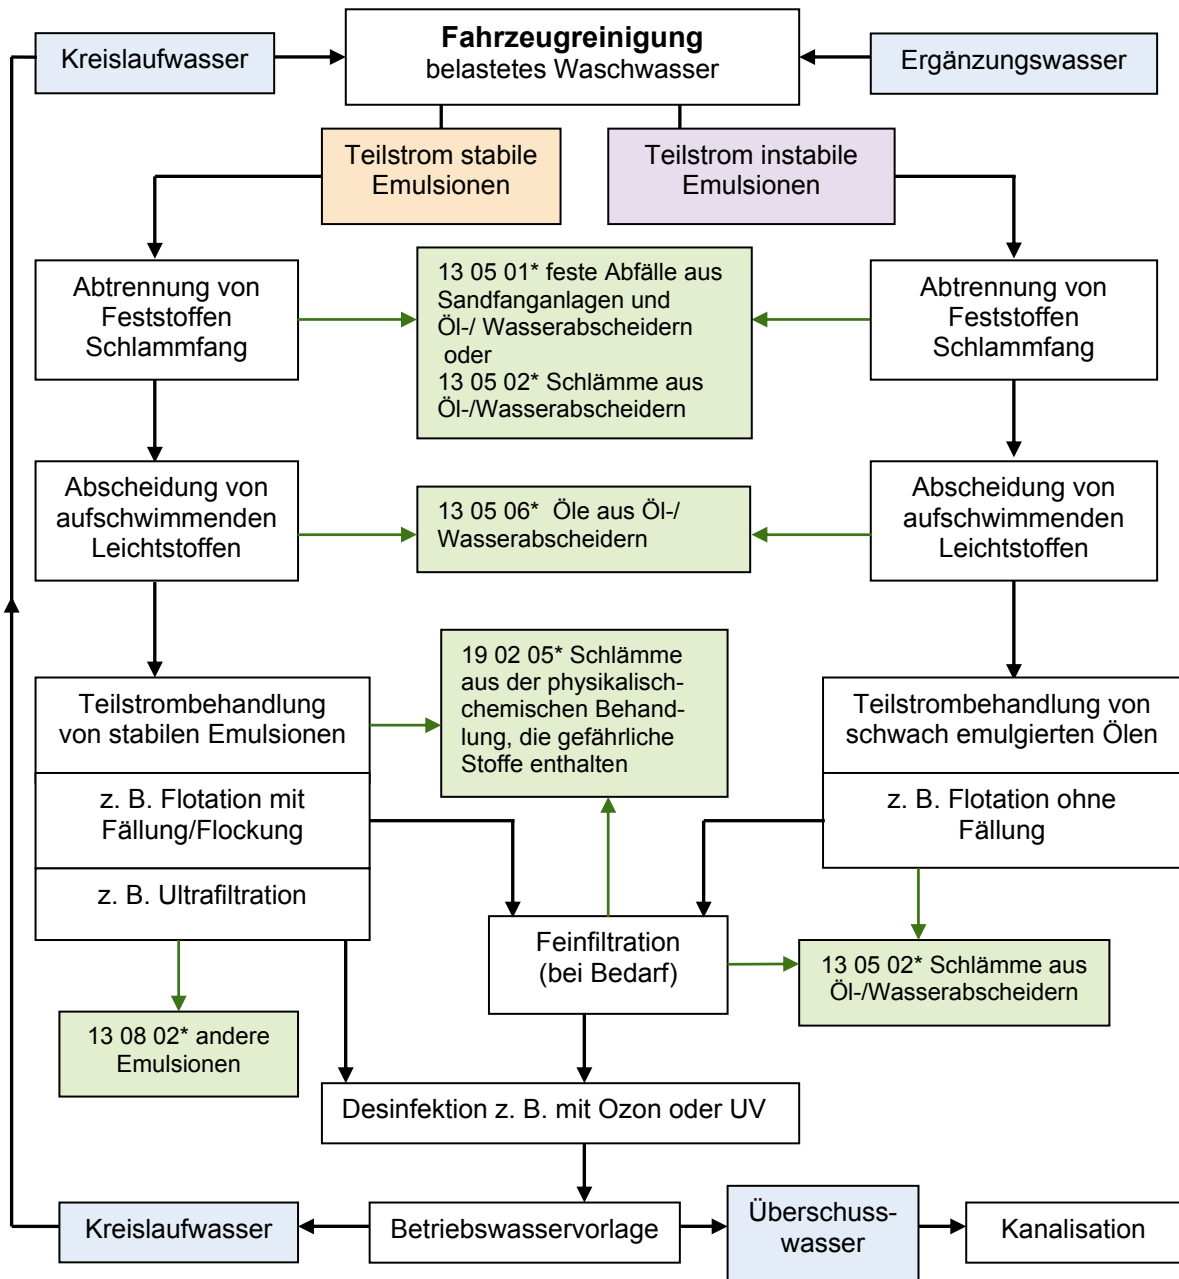 Kreislaufwasser
Fahrzeugreinigung
belastetes Waschwasser
Ergänzungswasser
Teilstrom stabile
Emulsionen
Teilstrom instabile
Emulsionen
Abtrennung von
Feststoffen
Schlammfang
13 05 01* feste Abfälle aus
Sandfanganlagen und
Öl-/ Wasserabscheidern
oder
13 05 02* Schlämme aus
Öl-/Wasserabscheidern
Abtrennung von
Feststoffen
Schlammfang
Abscheidung von
aufschwimmenden
Leichtstoffen
13 05 06* Öle aus Öl-/
Wasserabscheidern
Abscheidung von
aufschwimmenden
Leichtstoffen
Teilstrombehandlung
von stabilen Emulsionen
z. B. Flotation mit
Fällung/Flockung
z. B. Ultrafiltration
19 02 05* Schlämme
aus der physikalisch-
chemischen Behand-
lung, die gefährliche
Stoffe enthalten
Teilstrombehandlung von
schwach emulgierten Ölen
z. B. Flotation ohne
Fällung
Feinfiltration
(bei Bedarf)
13 05 02* Schlämme aus
Öl-/Wasserabscheidern
13 08 02* andere
Emulsionen
Desinfektion z. B. mit Ozon oder UV
Kreislaufwasser
Betriebswasservorlage
Überschuss-
wasser
Kanalisation